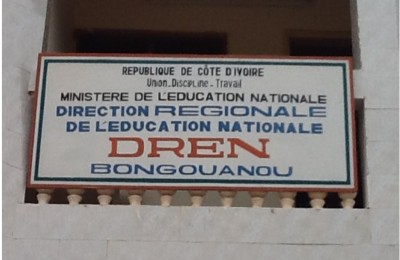 REPUBLIQUE DE CÔTE D'IVOIRE
Union - Discipline - Travail
MINISTERE DE L'EDUCATION NATIONALE
DIRECTION REGIONALE
DE L'EDUCATION NATIONALE
DREN
BONGOUANOU